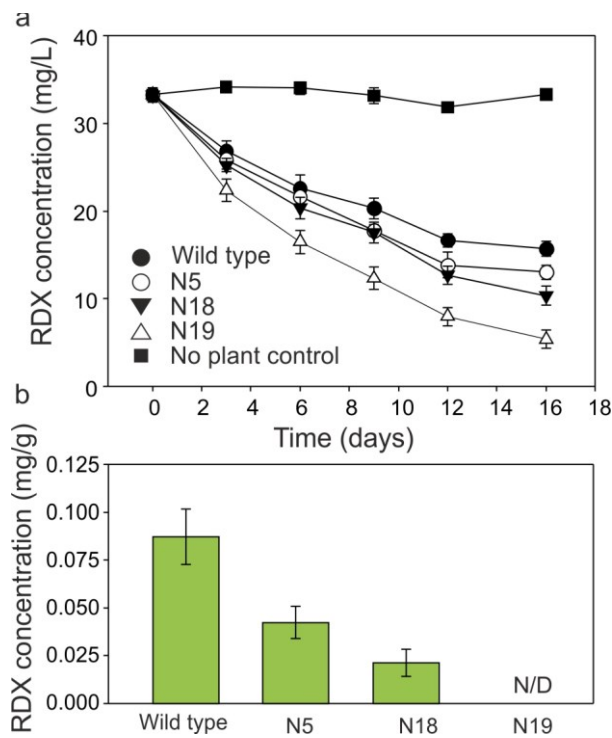 a
RDX concentration (mg/L)
40
30
20
10
0
Wild type
N5
N18
N19
No plant control
0 2 4 6 8 10 12 14 16 18
Time (days)
b
RDX concentration (mg/g)
0.125
0.100
0.075
0.050
0.025
0.000
N/D
Wild type N5 N18 N19